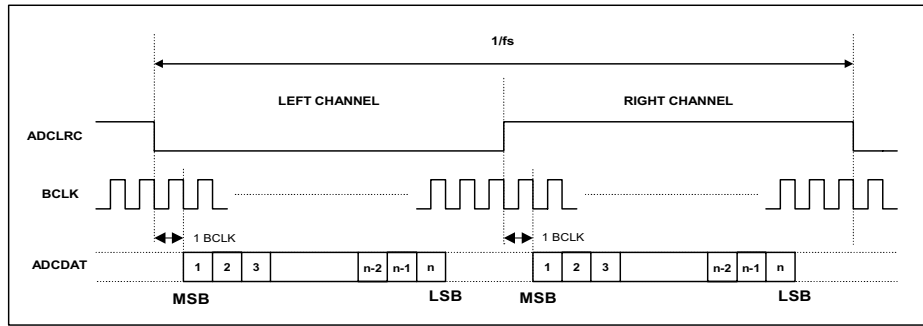 1/fs
LEFT CHANNEL RIGHT CHANNEL
ADCLRC
BCLK
1 BCLK 1 BCLK
ADCDAT 1 2 3 n-2 n-1 n 1 2 3 n-2 n-1 n
MSB LSB MSB LSB